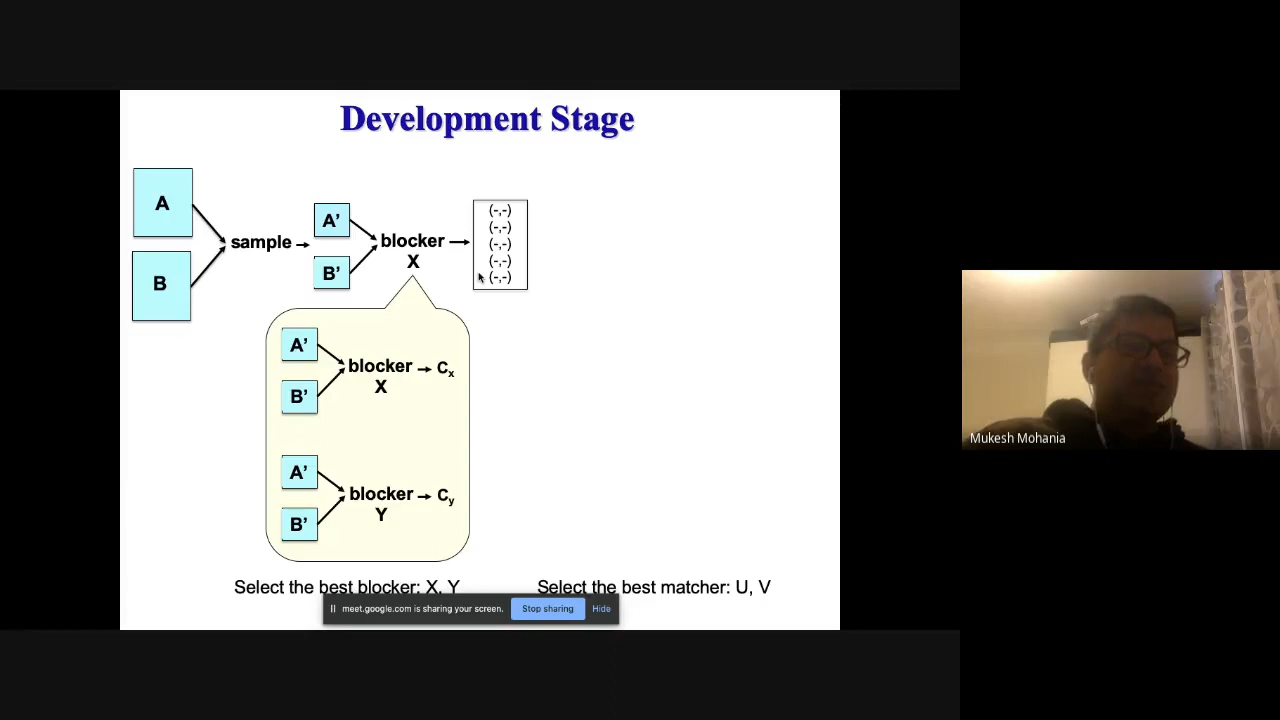 Development Stage
A
B
sample
A'
B'
blocker
X
(-,-)
(-,-)
(-,-)
(-,-)
(-,-)
A'
B'
blocker
X
Cx
A'
B'
blocker
Y
Cy
Select the best blocker: X, Y
Select the best matcher: U, V
meet.google.com is sharing your screen.
Stop sharing
Hide
Mukesh Mohania